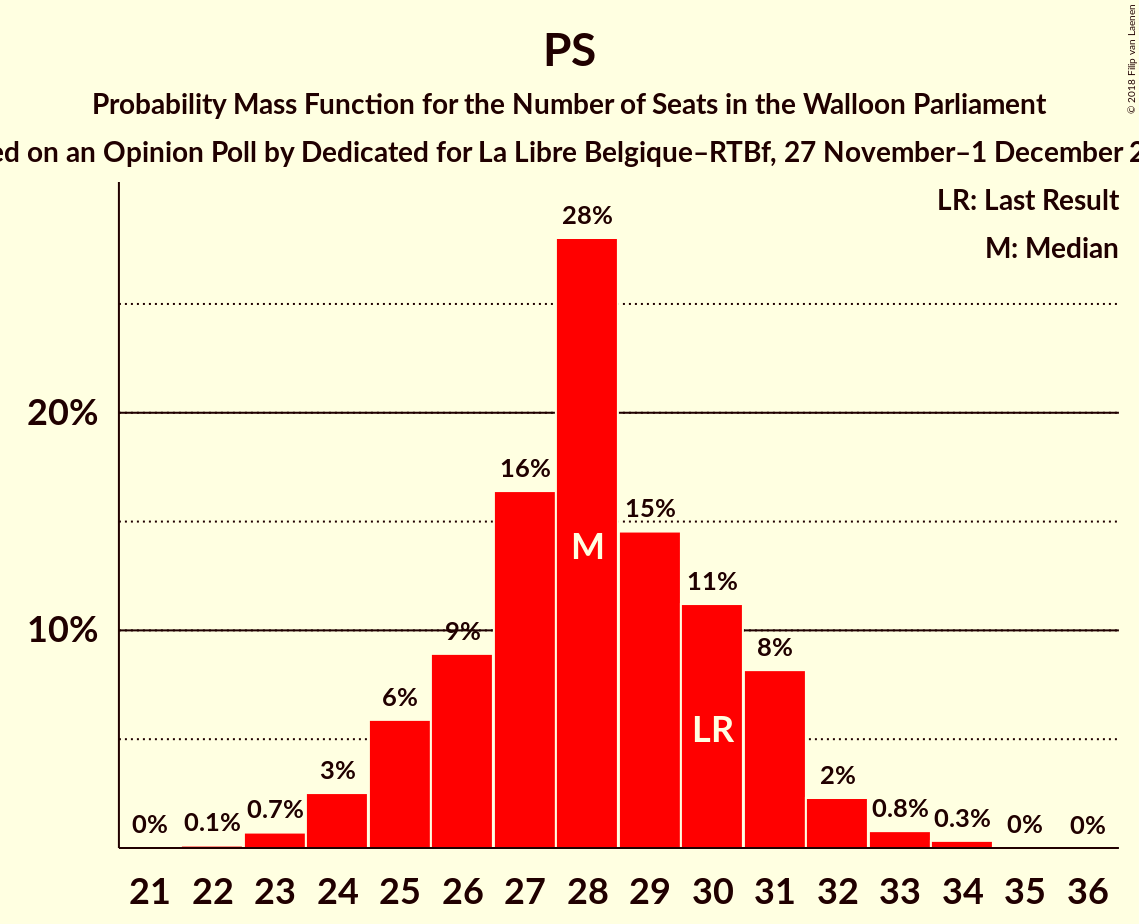 PS
Probability Mass Function for the Number of Seats in the Walloon Parliament
ed on an Opinion Poll by Dedicated for La Libre Belgique–RTBf, 27 November–1 December 2
© 2018 Filip van Laenen
LR: Last Result
M: Median
20%
10%
0% 0.1% 0.7% 3% 6% 9% 16% 28% 15% 11% 8% 2% 0.8% 0.3% 0% 0%
M
LR
21 22 23 24 25 26 27 28 29 30 31 32 33 34 35 36